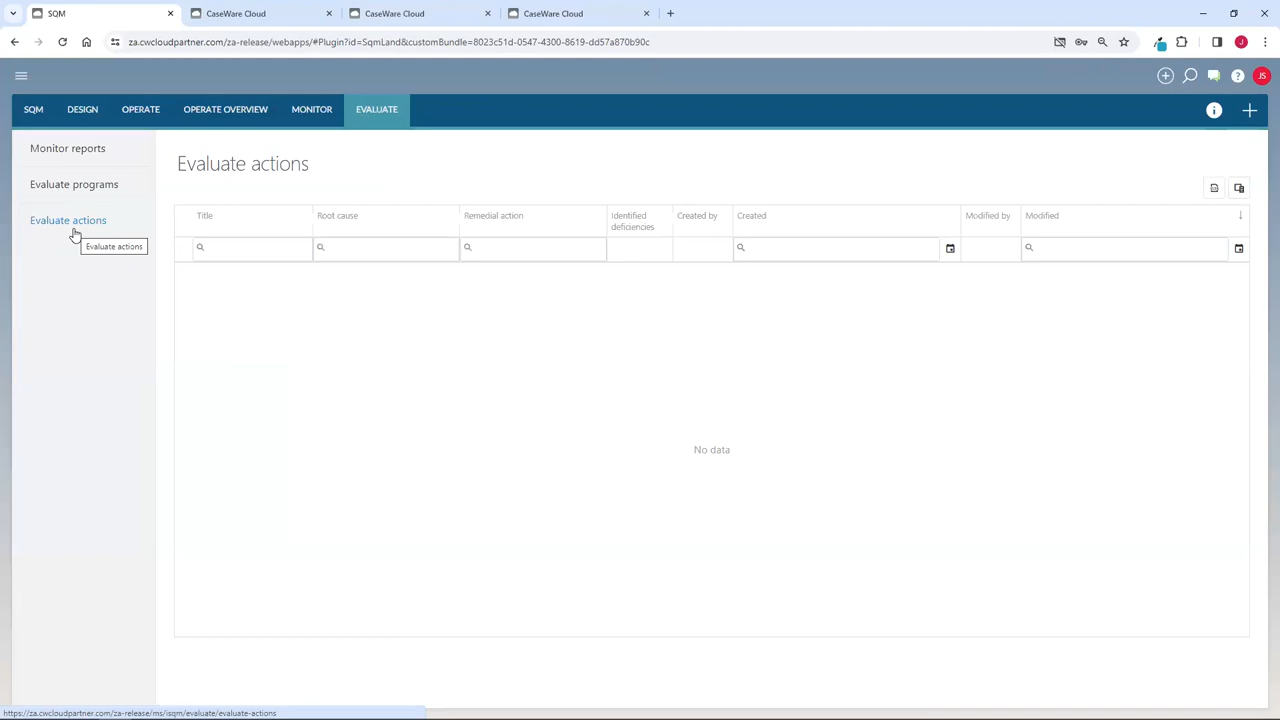 SQM
CaseWare Cloud
CaseWare Cloud
CaseWare Cloud
za.cwcloudpartner.com/za-release/webapps/#Plugin?id=SqmLand&customBundle=8023c51d-0547-4300-8619-dd57a870b90c
J
JS
SQM
DESIGN
OPERATE
OPERATE OVERVIEW
MONITOR
EVALUATE
Monitor reports
Evaluate programs
Evaluate actions
Evaluate actions
Evaluate actions
Title
Root cause
Remedial action
Identified
deficiencies
Created by
Created
Modified by
Modified
No data
https://za.cwcloudpartner.com/za-release/ms/isqm/evaluate/evaluate-actions